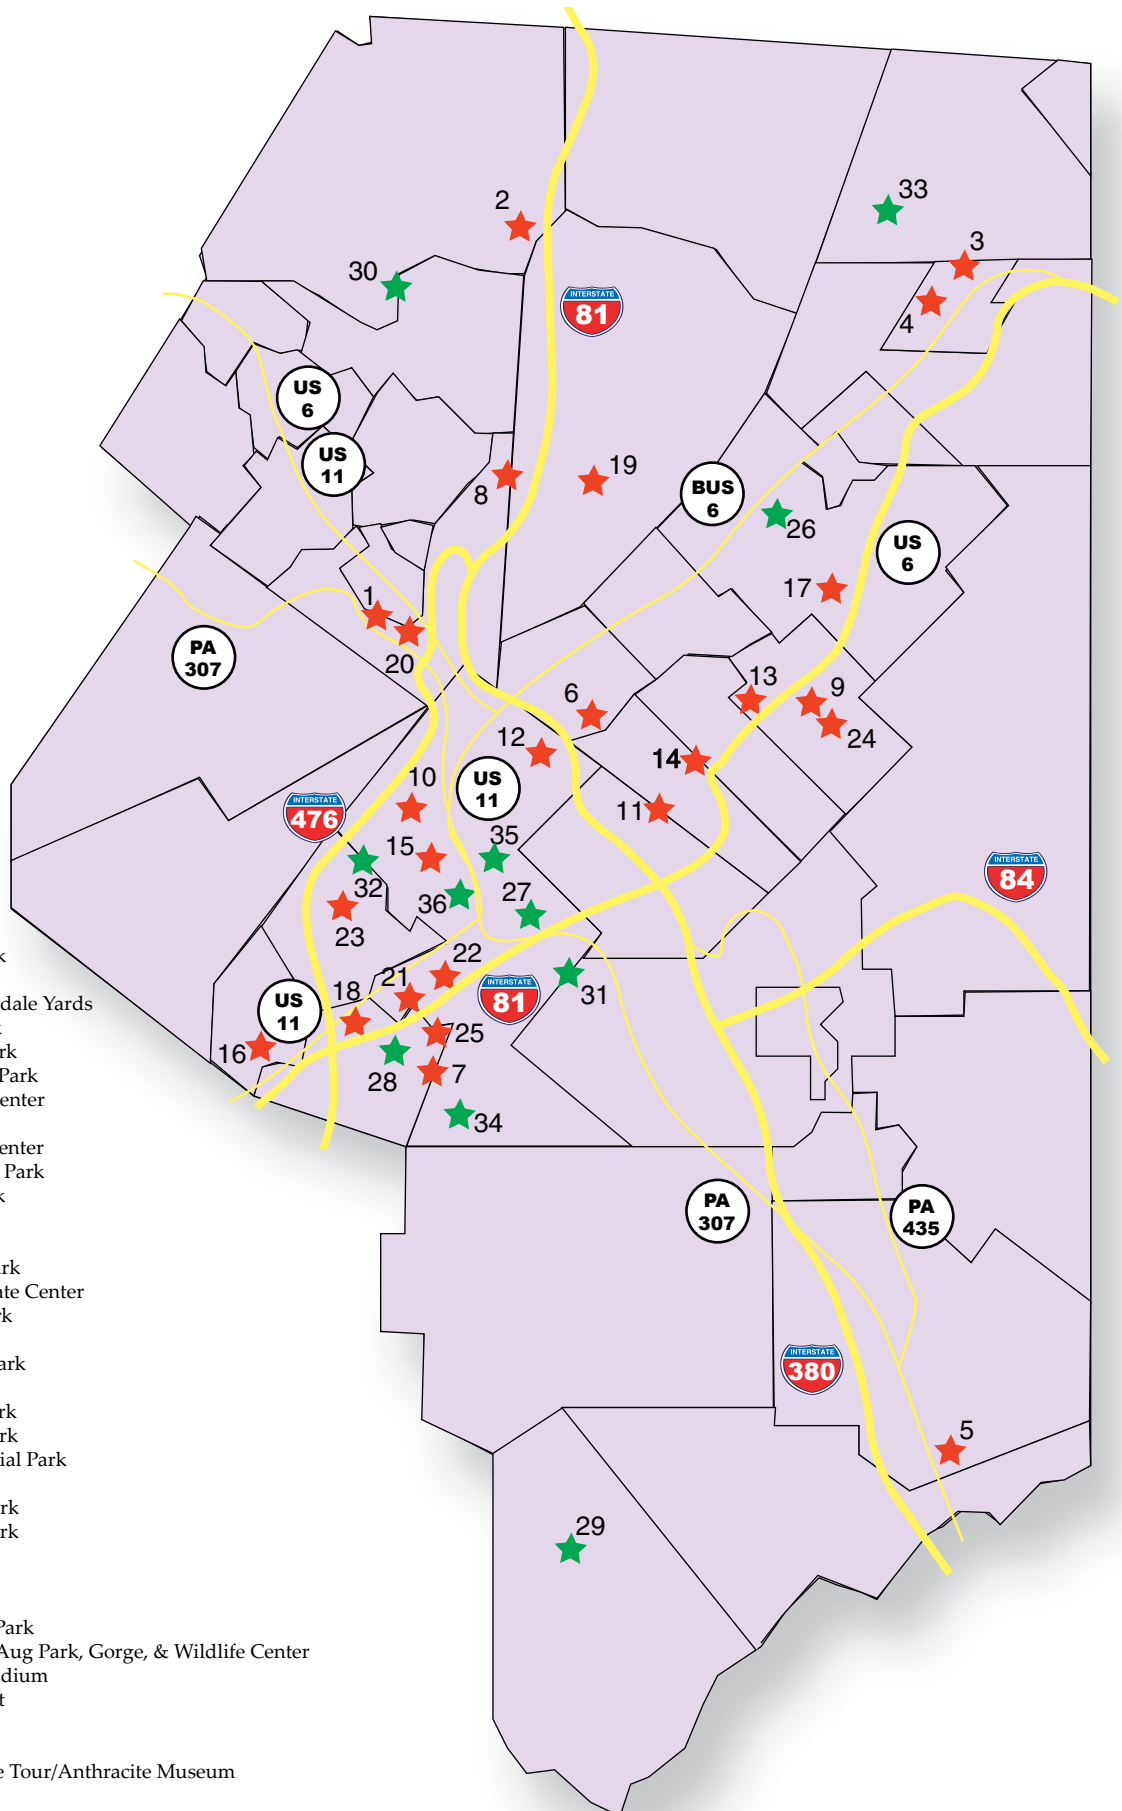 2
33
3
30
INTERSTATE
81
4
US
6
US
11
8
19
BUS
6
26
US
6
17
1
20
PA
307
6
13
9
24
12
14
10
US
11
11
INTERSTATE
476
15
35
32
36
27
INTERSTATE
84
23
22
21
18
INTERSTATE
81
31
US
11
25
16
28
7
34
PA
307
PA
435
INTERSTATE
380
5
29
k
dale Yards
k
rk
Park
enter
enter
Park
k
rk
te Center
rk
ark
rk
rk
ial Park
rk
rk
Park
Aug Park, Gorge, & Wildlife Center
dium
t
e Tour/Anthracite Museum